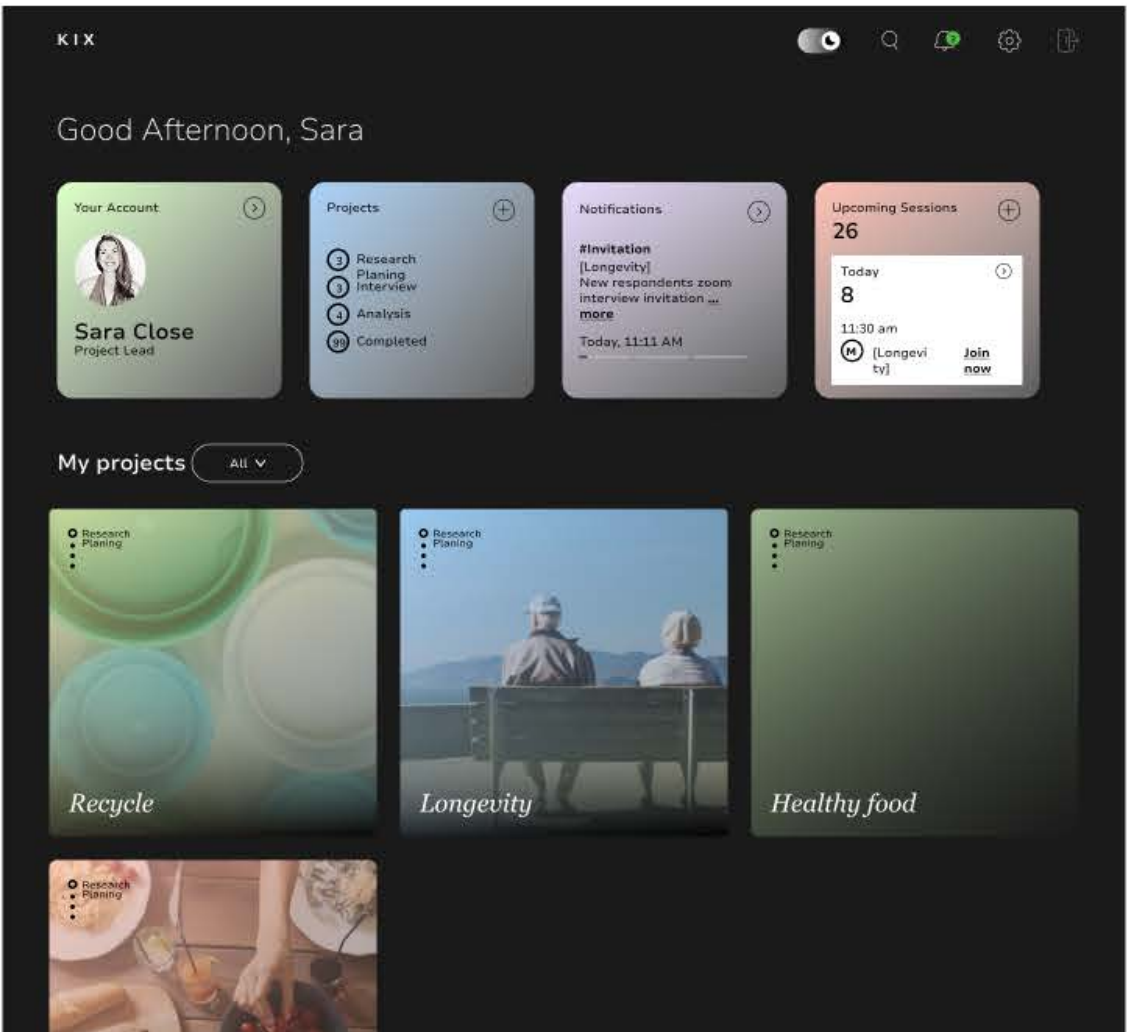 KIX
?
Good Afternoon, Sara
Your Account
Sara Close
Project Lead
Projects
3 Research
Planing
3 Interview
4 Analysis
99 Completed
Notifications
#Invitation
[Longevity]
New respondents zoom
interview invitation ...
more
Today, 11:11 AM
Upcoming Sessions
26
Today
8
11:30 am
M [Longevi
ty]
Join
now
My projects
All
Research
Planing
Recycle
Research
Planing
Longevity
Research
Planing
Healthy food
Research
Planing